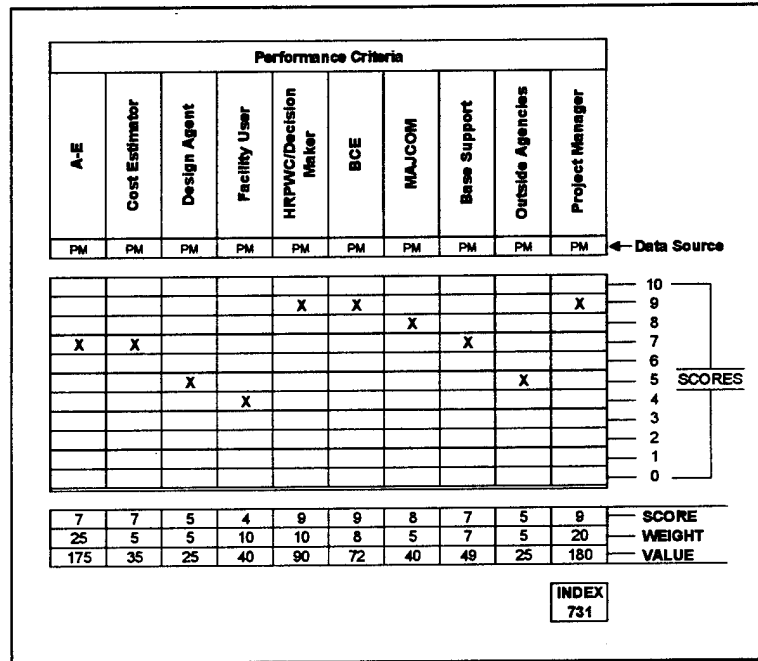 Performance Criteria
A-E
Cost Estimator
Design Agent
Facility User
HRPWC/Decision
Maker
BCE
MAJCOM
Base Support
Outside Agencies
Project Manager
PM PM PM PM PM PM PM PM PM PM Data Source
10
X X X 9
X 8
X X X 7
6
X X 5 SCORES
X 4
3
2
1
0
7 7 5 4 9 9 8 7 5 9 SCORE
25 5 5 10 10 8 5 7 5 20 WEIGHT
175 35 25 40 90 72 40 49 25 180 VALUE
INDEX
731